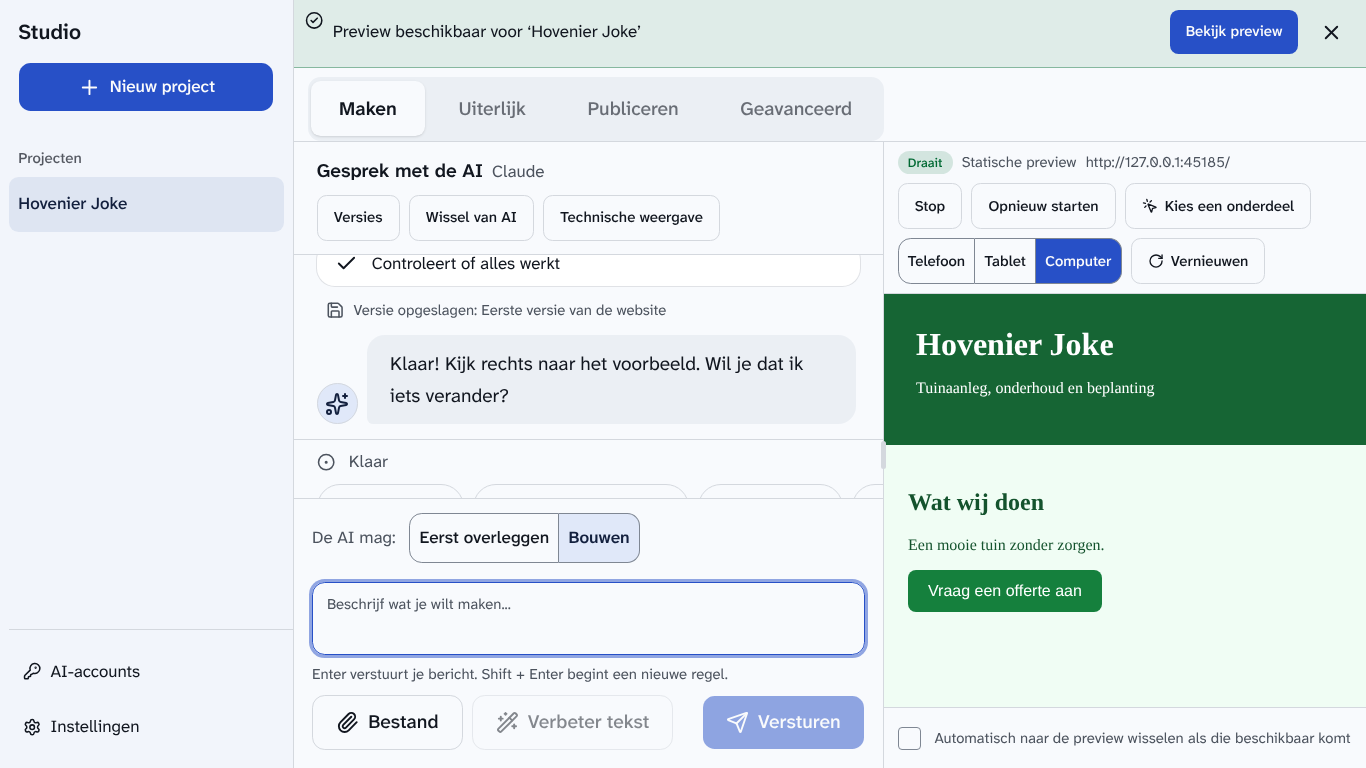 Studio
Nieuw project
Projecten
Hovenier Joke
AI-accounts
Instellingen
Preview beschikbaar voor ‘Hovenier Joke’
Bekijk preview
Maken
Uiterlijk
Publiceren
Geavanceerd
Gesprek met de AI Claude
Versies
Wissel van AI
Technische weergave
Controleert of alles werkt
Versie opgeslagen: Eerste versie van de website
Klaar! Kijk rechts naar het voorbeeld. Wil je dat ik
iets verander?
Klaar
De AI mag:
Eerst overleggen
Bouwen
Beschrijf wat je wilt maken...
Enter verstuurt je bericht. Shift + Enter begint een nieuwe regel.
Bestand
Verbeter tekst
Versturen
Draait
Statische preview
http://127.0.0.1:45185/
Stop
Opnieuw starten
Kies een onderdeel
Telefoon
Tablet
Computer
Vernieuwen
Hovenier Joke
Tuinaanleg, onderhoud en beplanting
Wat wij doen
Een mooie tuin zonder zorgen.
Vraag een offerte aan
Automatisch naar de preview wisselen als die beschikbaar komt